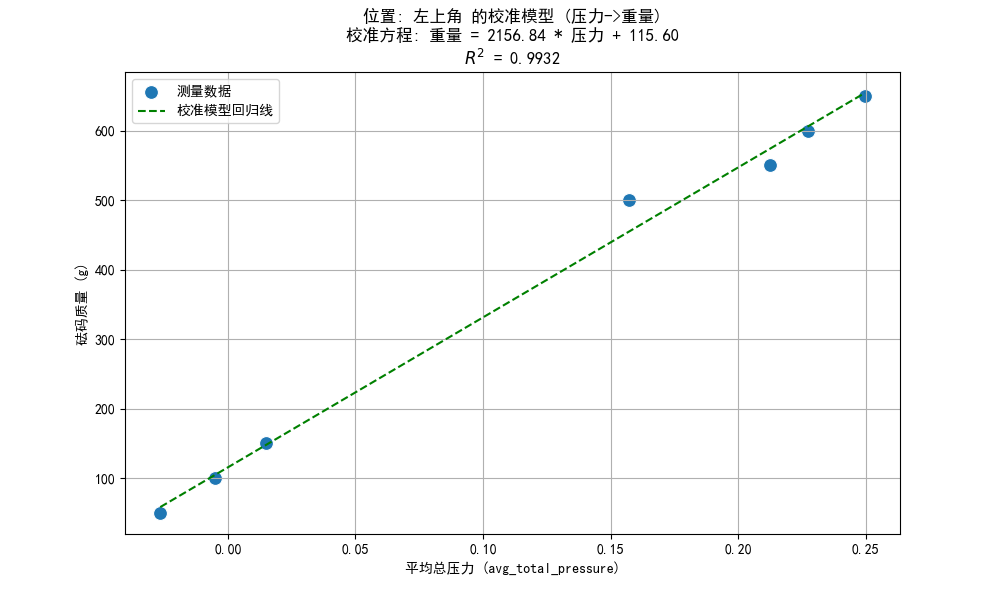 位置: 左上角 的校准模型 (压力->重量)
校准方程: 重量 = 2156.84 * 压力 + 115.60
R² = 0.9932
测量数据
校准模型回归线
600
500
400
300
200
100
砝码质量 (g)
0.00 0.05 0.10 0.15 0.20 0.25
平均总压力 (avg_total_pressure)